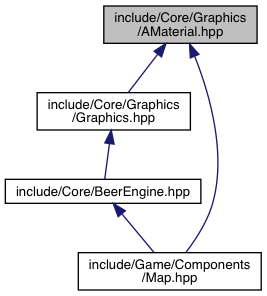 include/Core/Graphics
/AMaterial.hpp
include/Core/Graphics
/Graphics.hpp
include/Core/BeerEngine.hpp
include/Game/Components
/Map.hpp